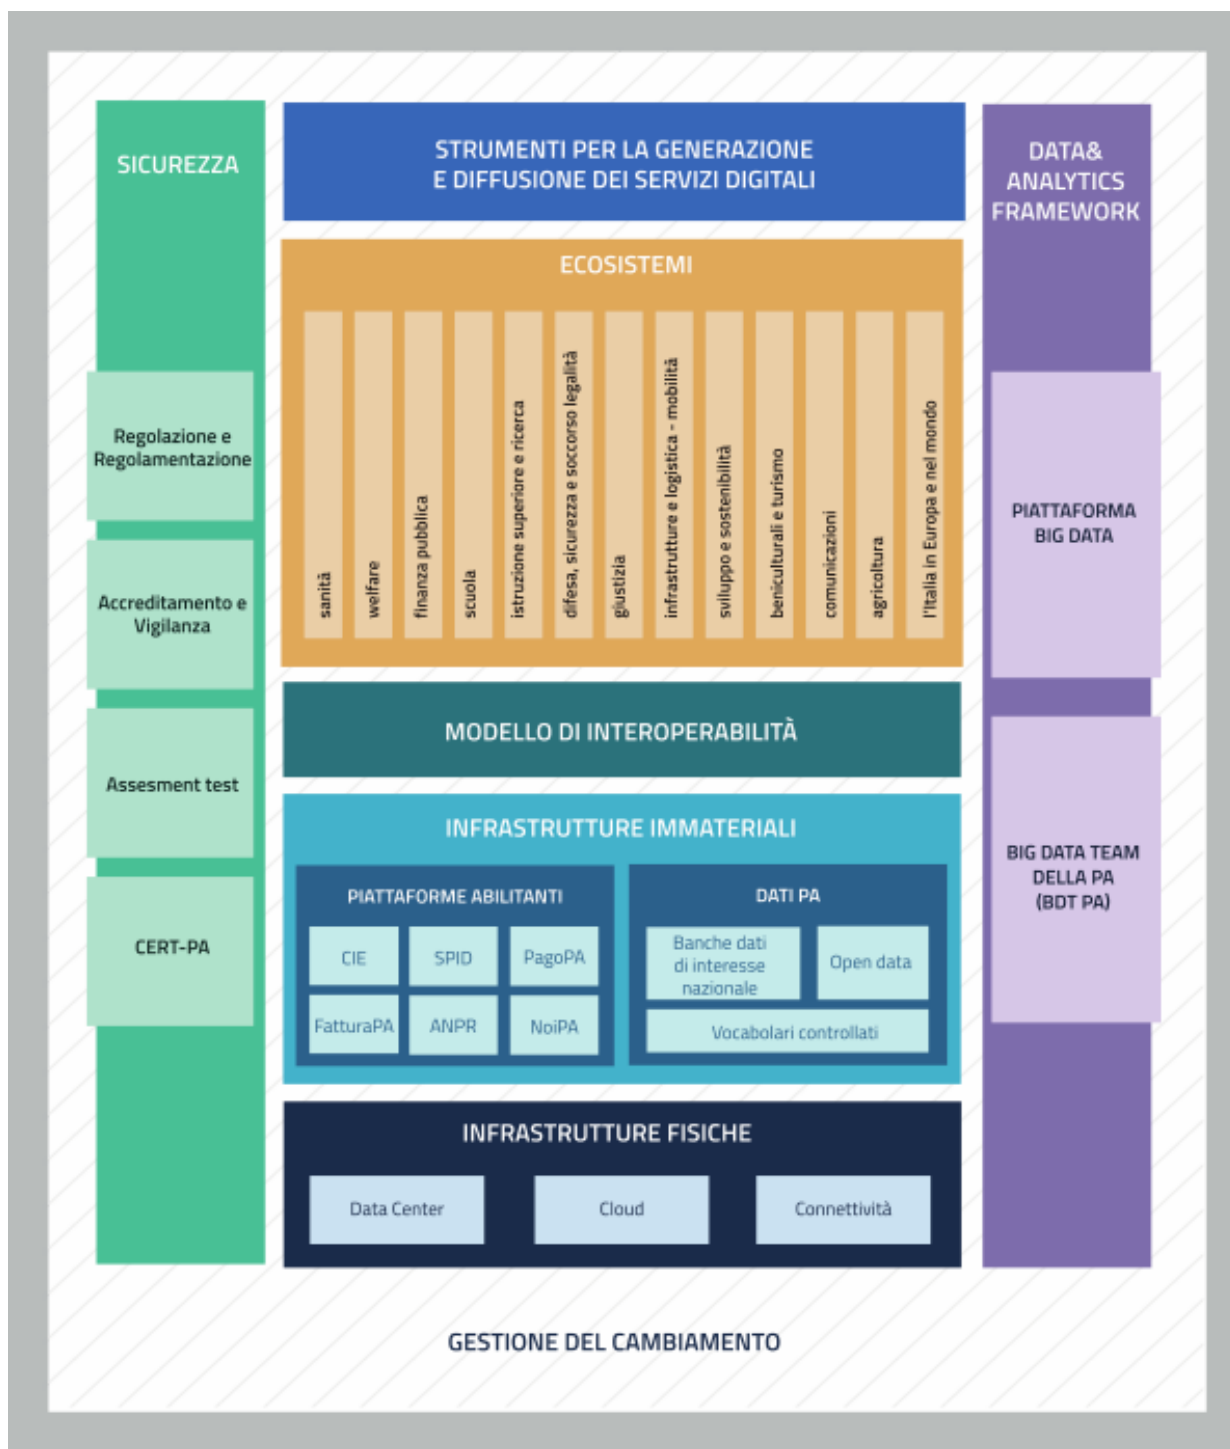 SICUREZZA
Regolazione e
Regolamentazione
Accreditamento e
Vigilanza
Assesment test
CERT-PA
STRUMENTI PER LA GENERAZIONE
E DIFFUSIONE DEI SERVIZI DIGITALI
ECOSISTEMI
sanità
welfare
finanza pubblica
scuola
istruzione superiore e ricerca
difesa, sicurezza e soccorso legalità
giustizia
infrastrutture e logistica - mobilità
sviluppo e sostenibilità
beniculturali e turismo
comunicazioni
agricoltura
l'Italia in Europa e nel mondo
MODELLO DI INTEROPERABILITÀ
INFRASTRUTTURE IMMATERIALI
PIATTAFORME ABILITANTI
CIE
SPID
PagoPA
FatturaPA
ANPR
NoiPA
DATI PA
Banche dati
di interesse
nazionale
Open data
Vocabolari controllati
INFRASTRUTTURE FISICHE
Data Center
Cloud
Connettività
DATA&
ANALYTICS
FRAMEWORK
PIATTAFORMA
BIG DATA
BIG DATA TEAM
DELLA PA
(BDT PA)
GESTIONE DEL CAMBIAMENTO